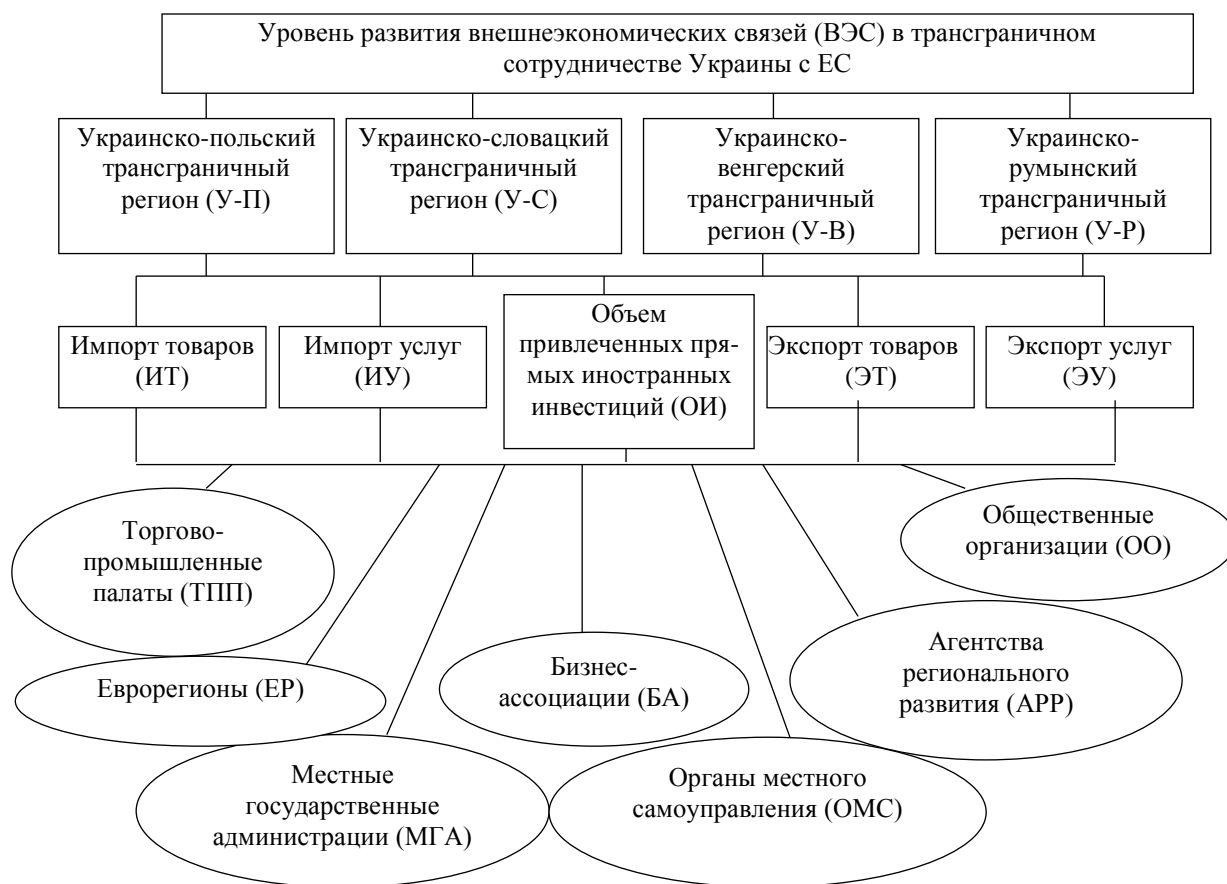 Уровень развития внешнеэкономических связей (ВЭС) в трансграничном
сотрудничестве Украины с ЕС
Украинско-польский
трансграничный
регион (У-П)
Украинско-словацкий
трансграничный
регион (У-С)
Украинско-
венгерский
трансграничный
регион (У-В)
Украинско-
румынский
трансграничный
регион (У-Р)
Импорт товаров
(ИТ)
Импорт услуг
(ИУ)
Объем
привлеченных пря-
мых иностранных
инвестиций (ОИ)
Экспорт товаров
(ЭТ)
Экспорт услуг
(ЭУ)
Торгово-
промышленные
палаты (ТПП)
Общественные
организации (ОО)
Еврорегионы (ЕР)
Бизнес-
ассоциации (БА)
Агентства
регионального
развития (АРР)
Местные
государственные
администрации (МГА)
Органы местного
самоуправления (ОМС)